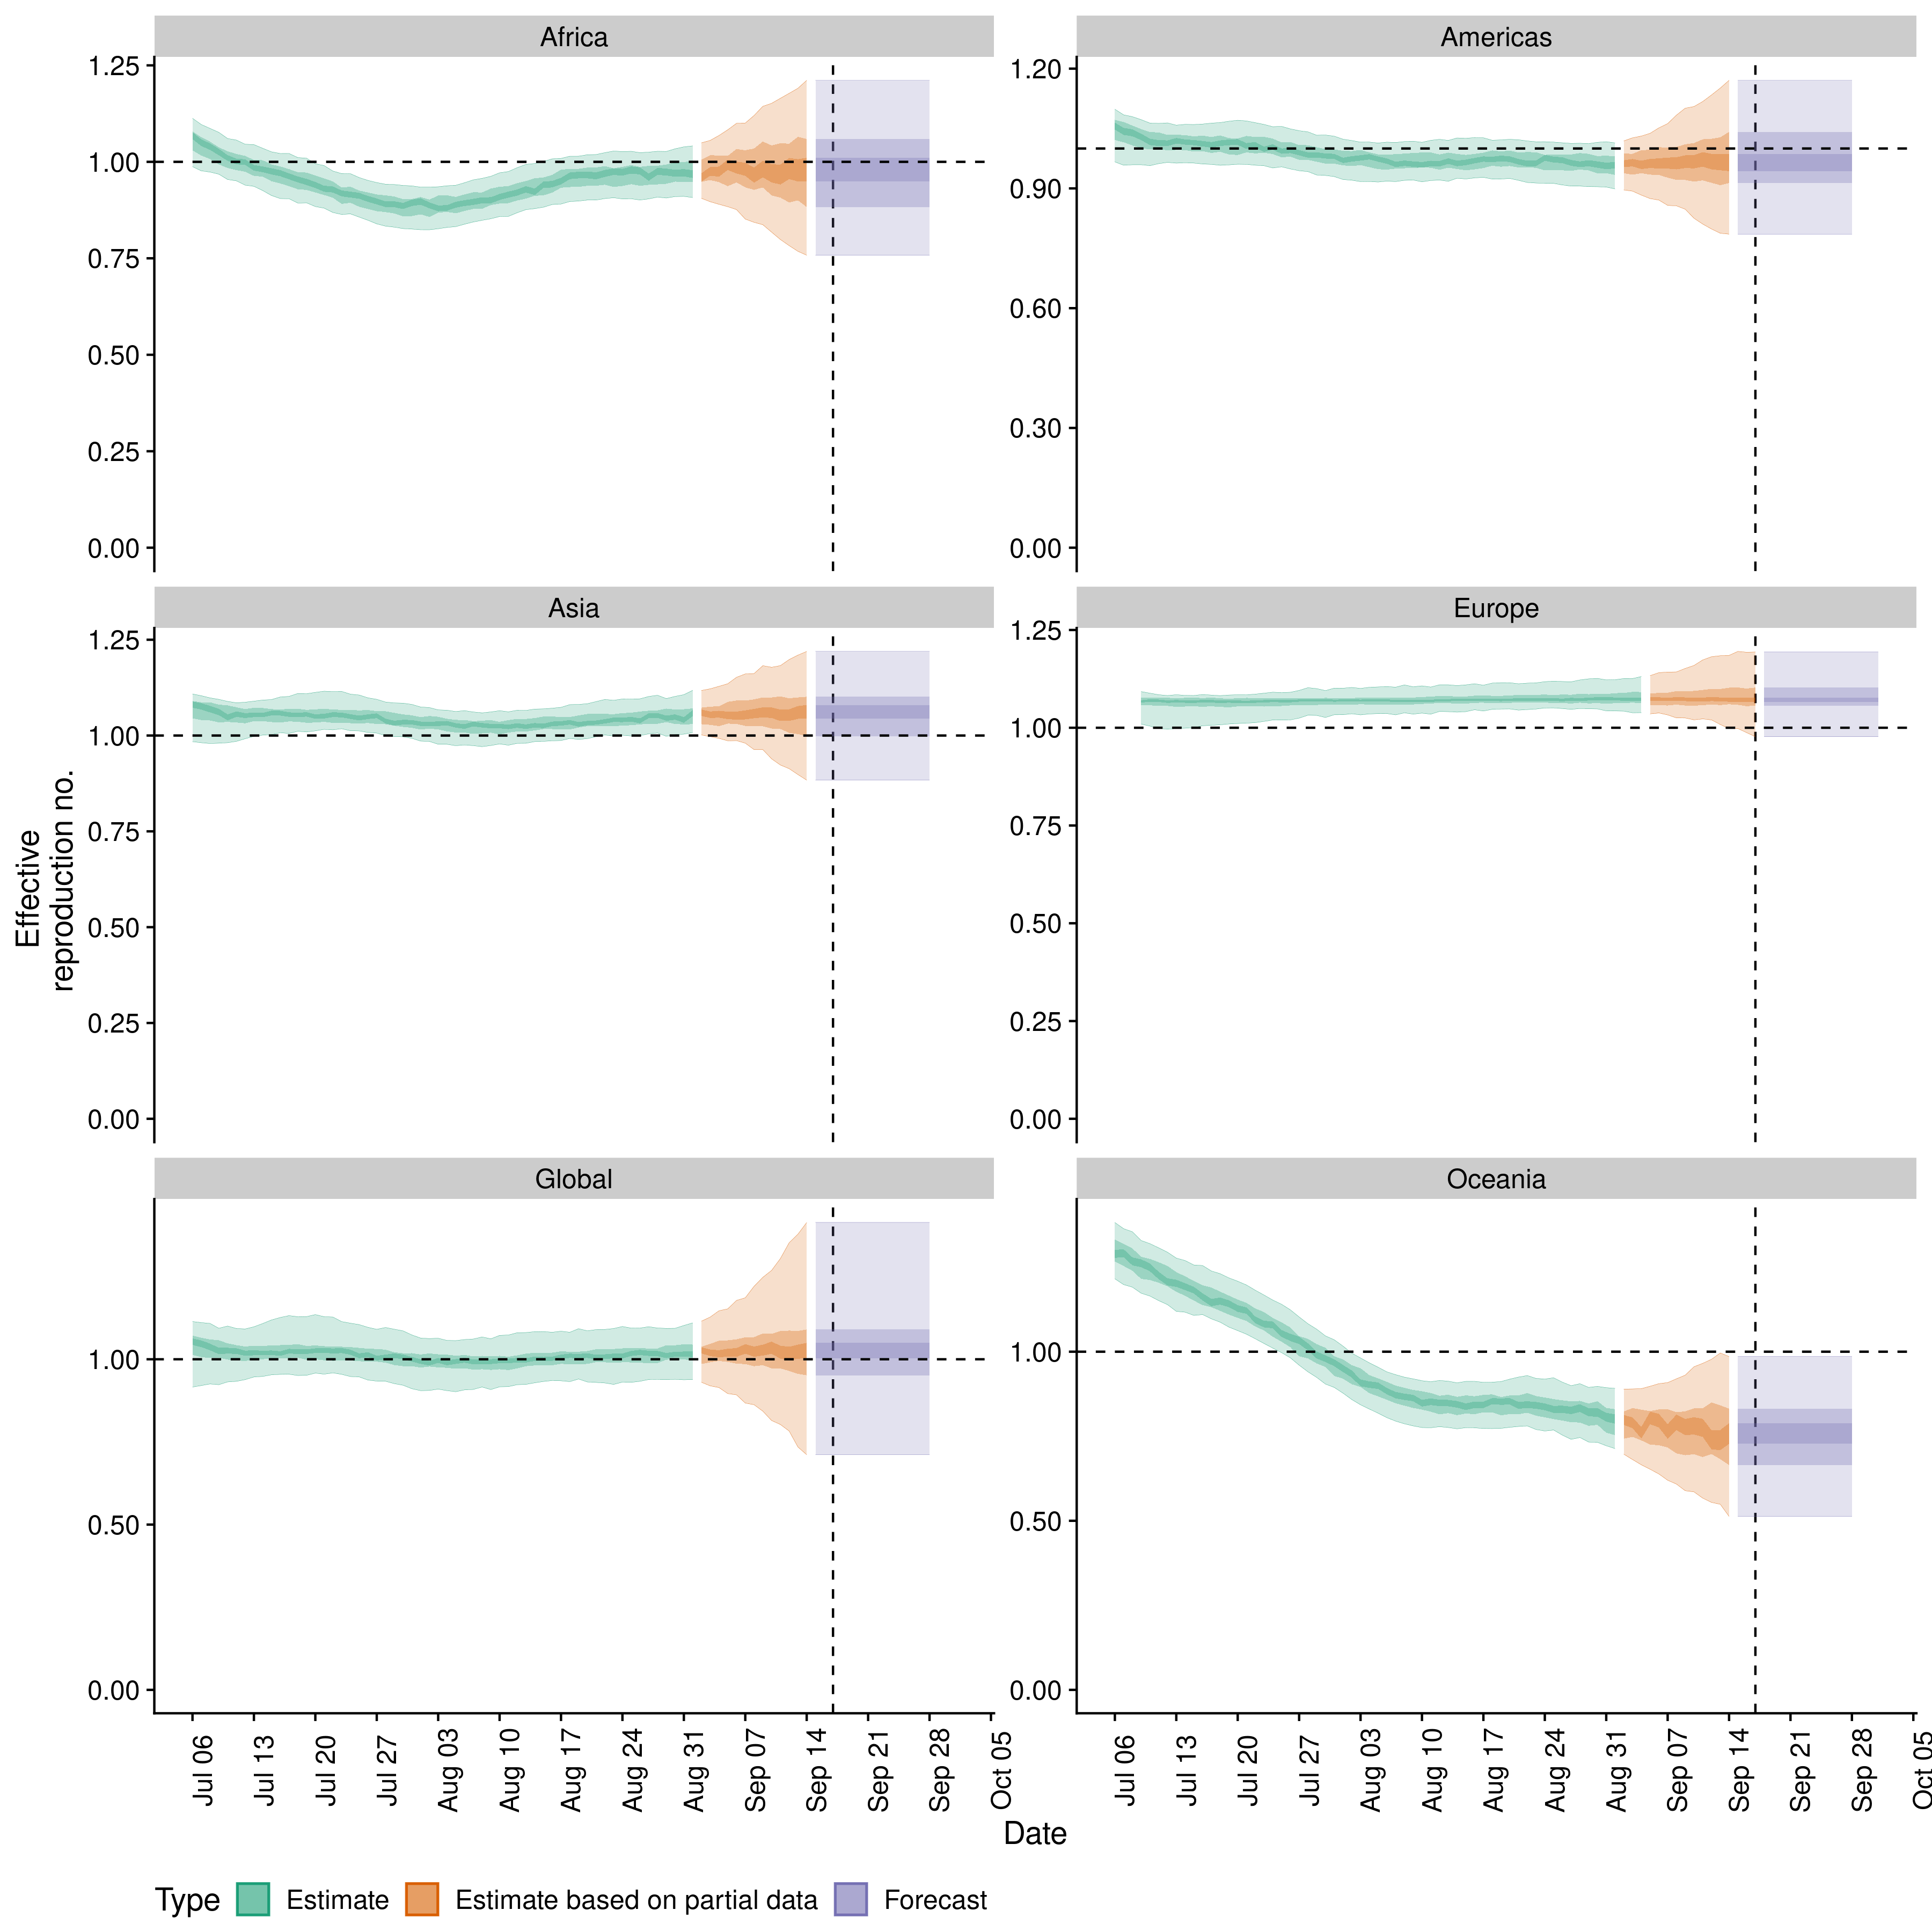 Africa
Americas
1.25
1.00
0.75
0.50
0.25
0.00
1.20
0.90
0.60
0.30
0.00
Asia
Europe
1.25
1.00
0.75
0.50
0.25
0.00
1.25
1.00
0.75
0.50
0.25
0.00
Effective
reproduction no.
Global
Oceania
1.00
0.50
0.00
1.00
0.50
0.00
Jul 06
Jul 13
Jul 20
Jul 27
Aug 03
Aug 10
Aug 17
Aug 24
Aug 31
Sep 07
Sep 14
Sep 21
Sep 28
Oct 05
Jul 06
Jul 13
Jul 20
Jul 27
Aug 03
Aug 10
Aug 17
Aug 24
Aug 31
Sep 07
Sep 14
Sep 21
Sep 28
Oct 05
Date
Type Estimate Estimate based on partial data Forecast